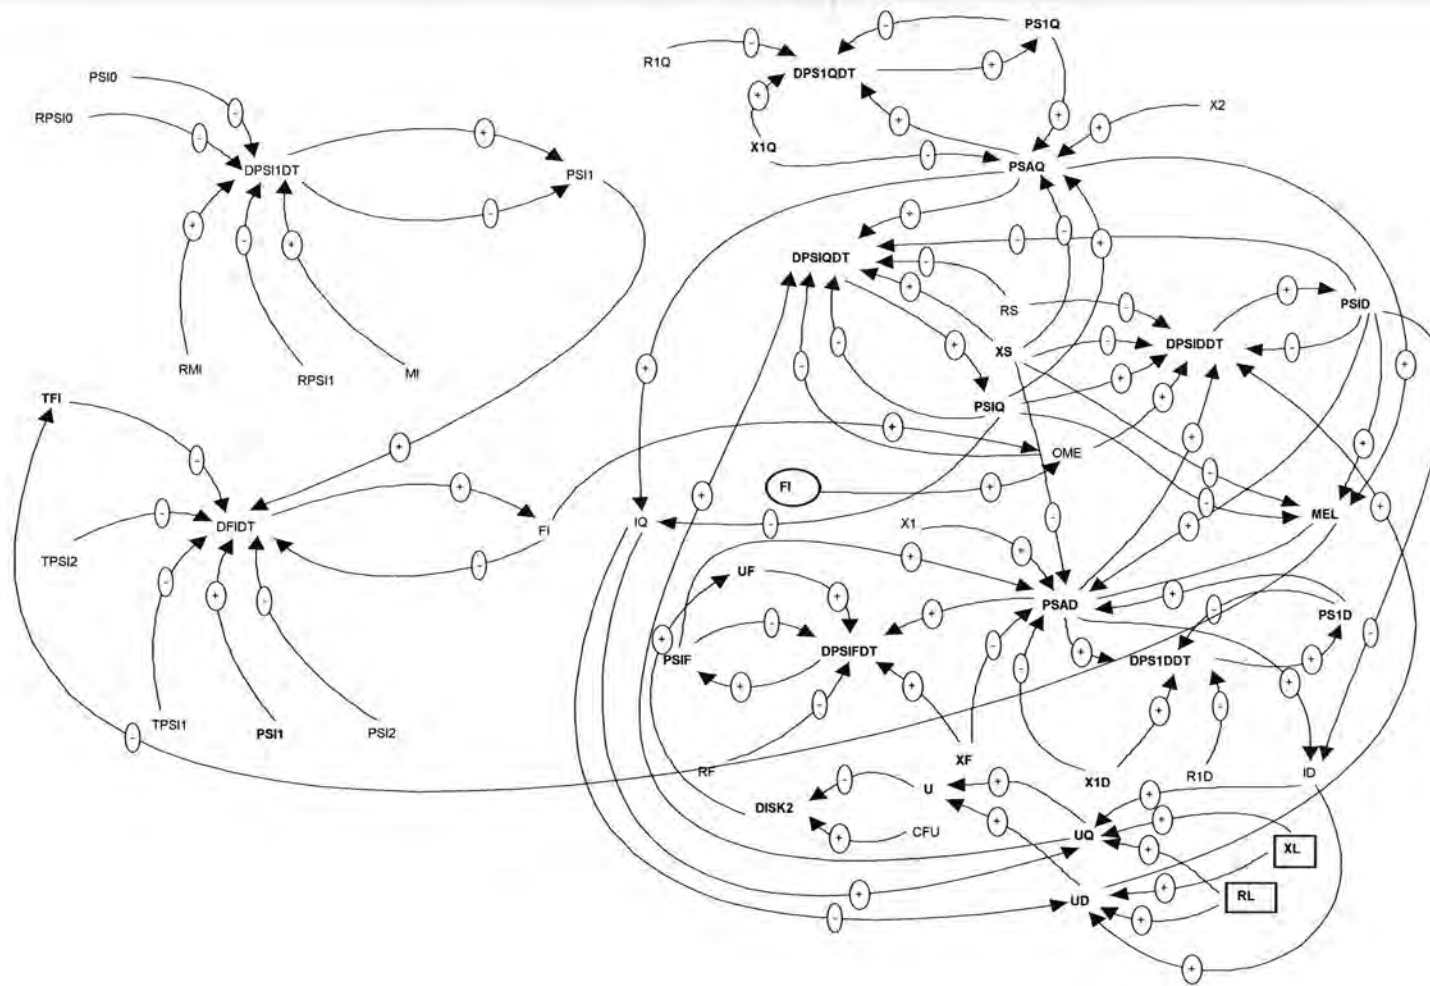 PS1Q
R1Q
DPS1QDT
PSI0
X2
RPSI0
X1Q
PSAQ
DPSI1DT
PSI1
DPSIQDT
PSID
RS
DPSIDDT
XS
RMI
RPSI1
MI
TFI
PSIQ
OME
FI
MEL
IQ
X1
DFIDT
FI
TPSI2
UF
PSAD
PS1D
PSIF
DPSIFDT
DPS1DDT
TPSI1
PSI1
PSI2
XF
RF
X1D
R1D
ID
U
DISK2
CFU
UQ
XL
RL
UD